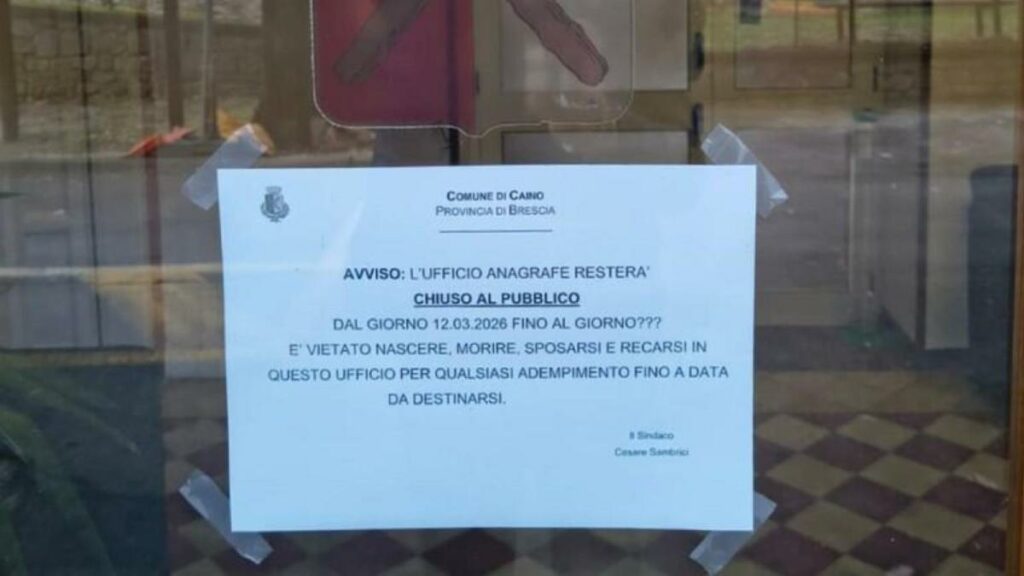 COMUNE DI CAINO
PROVINCIA DI BRESCIA
AVVISO: L'UFFICIO ANAGRAFE RESTERA'
CHIUSO AL PUBBLICO
DAL GIORNO 12.03.2026 FINO AL GIORNO???
E' VIETATO NASCERE, MORIRE, SPOSARSI E RECARSI IN
QUESTO UFFICIO PER QUALSIASI ADEMPIMENTO FINO A DATA
DA DESTINARSI.
Il Sindaco
Cesare Sambrici